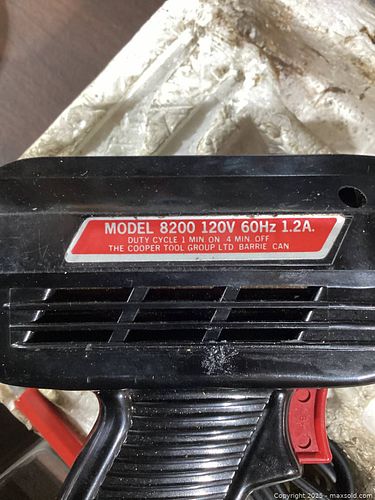 MODEL 8200 120V 60Hz 1.2A.
DUTY CYCLE 1 MIN ON 4 MIN OFF
THE COOPER TOOL GROUP LTD BARRIE CAN
Copyright 2025 - maxsold.com